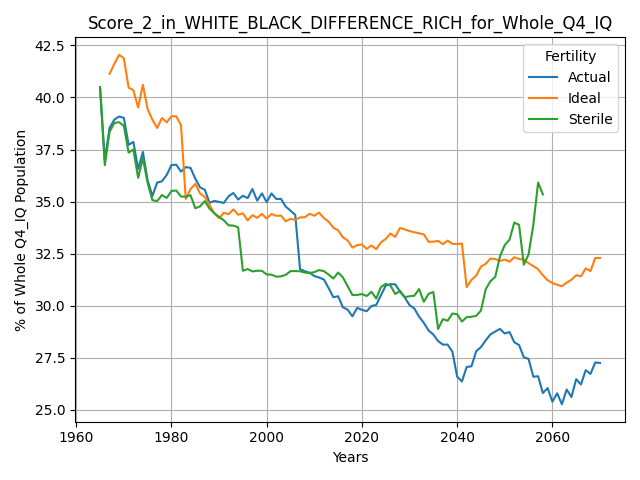 Score_2_in_WHITE_BLACK_DIFFERENCE_RICH_for_Whole_Q4_IQ
% of Whole Q4_IQ Population
42.5
40.0
37.5
35.0
32.5
30.0
27.5
25.0
Fertility
Actual
Ideal
Sterile
1960
1980
2000
2020
2040
2060
Years